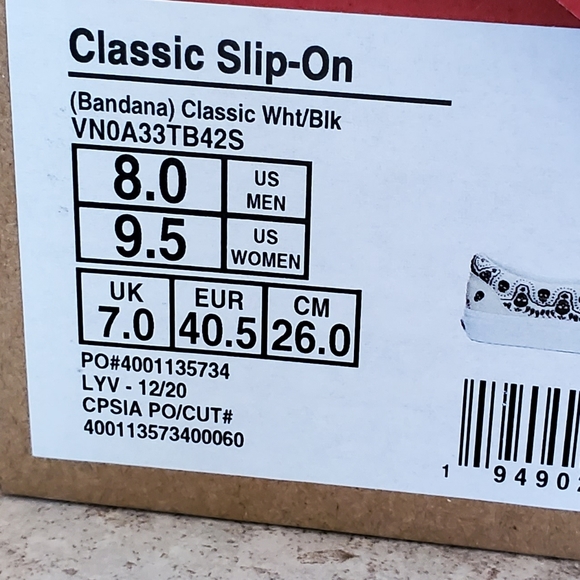 Classic Slip-On
(Bandana) Classic Wht/Blk
VN0A33TB42S
8.0 US MEN
9.5 US WOMEN
UK EUR CM
7.0 40.5 26.0
PO#4001135734
LYV - 12/20
CPSIA PO/CUT#
400113573400060
1 9490